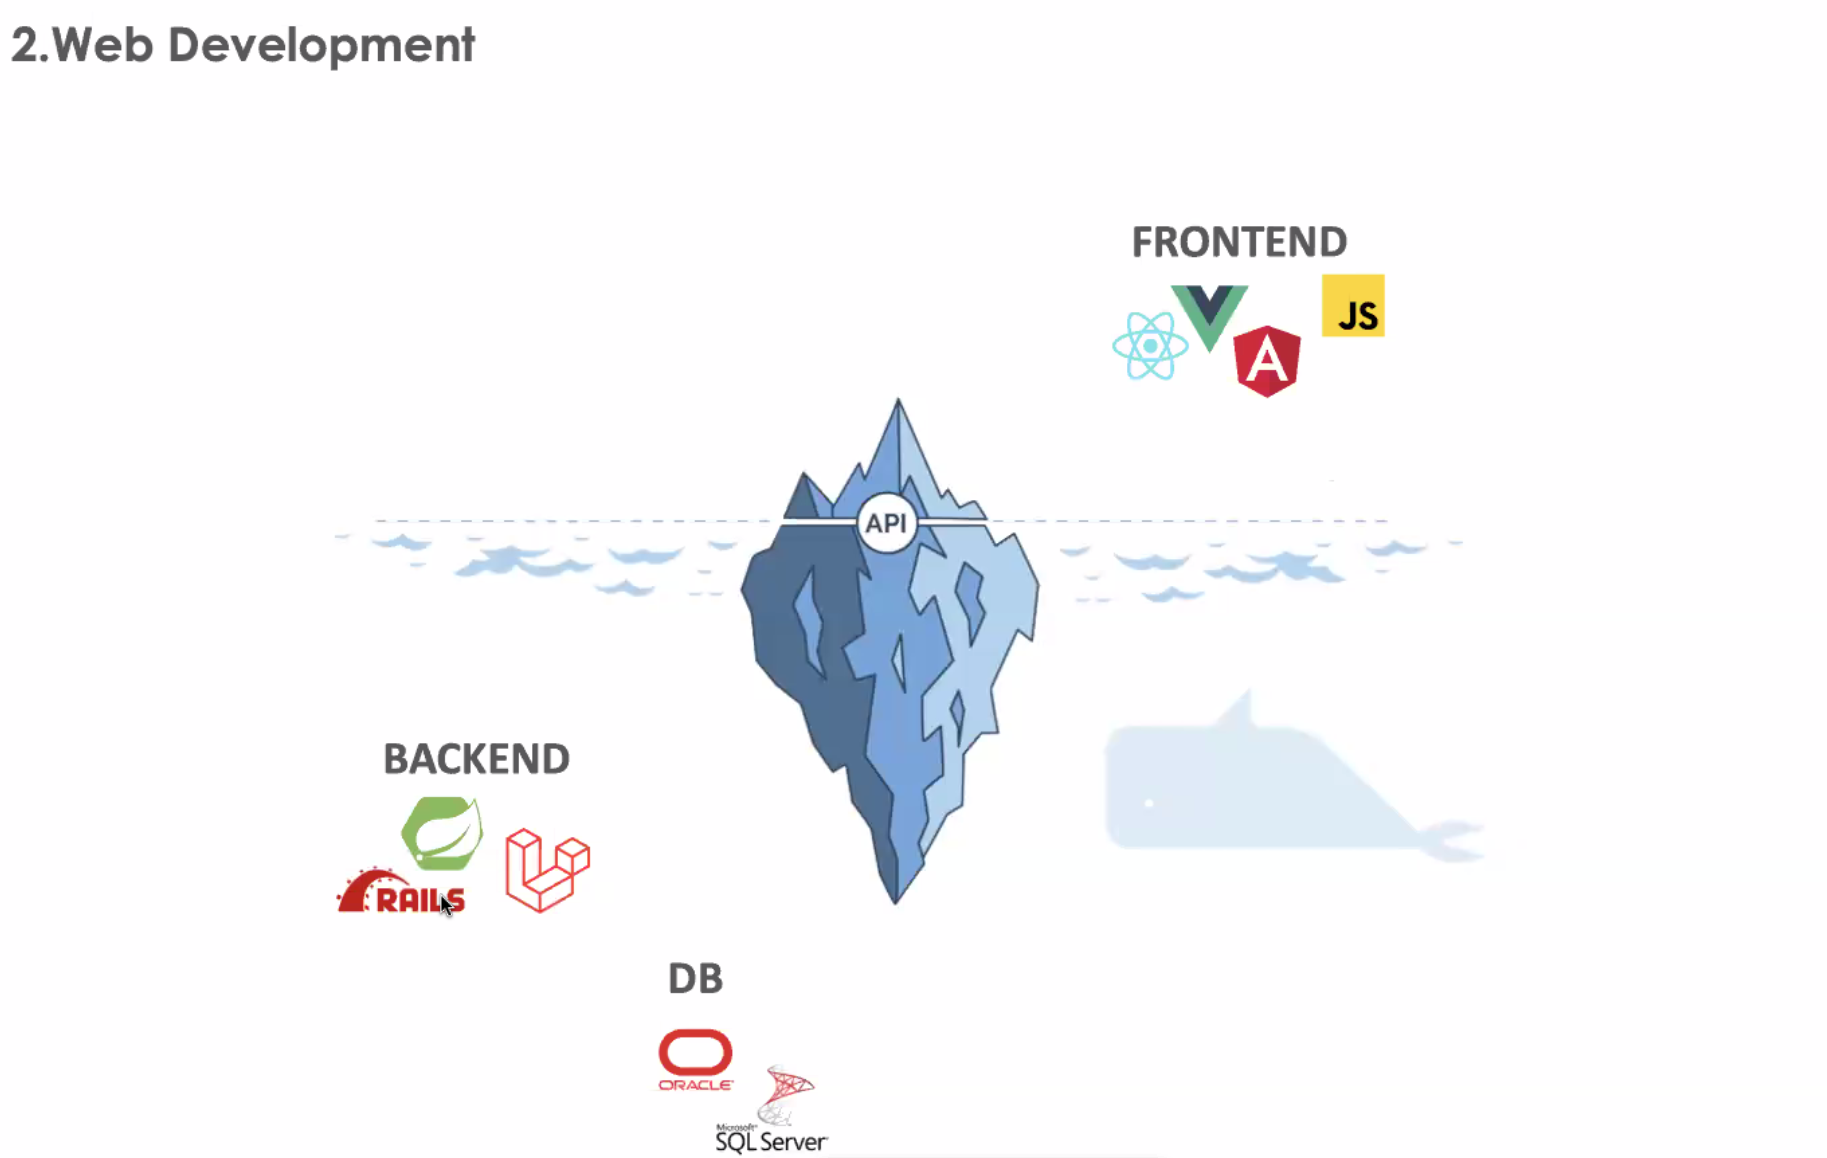 2.Web Development
FRONTEND
JS
A
API
BACKEND
RAILS
DB
ORACLE
Microsoft
SQL Server